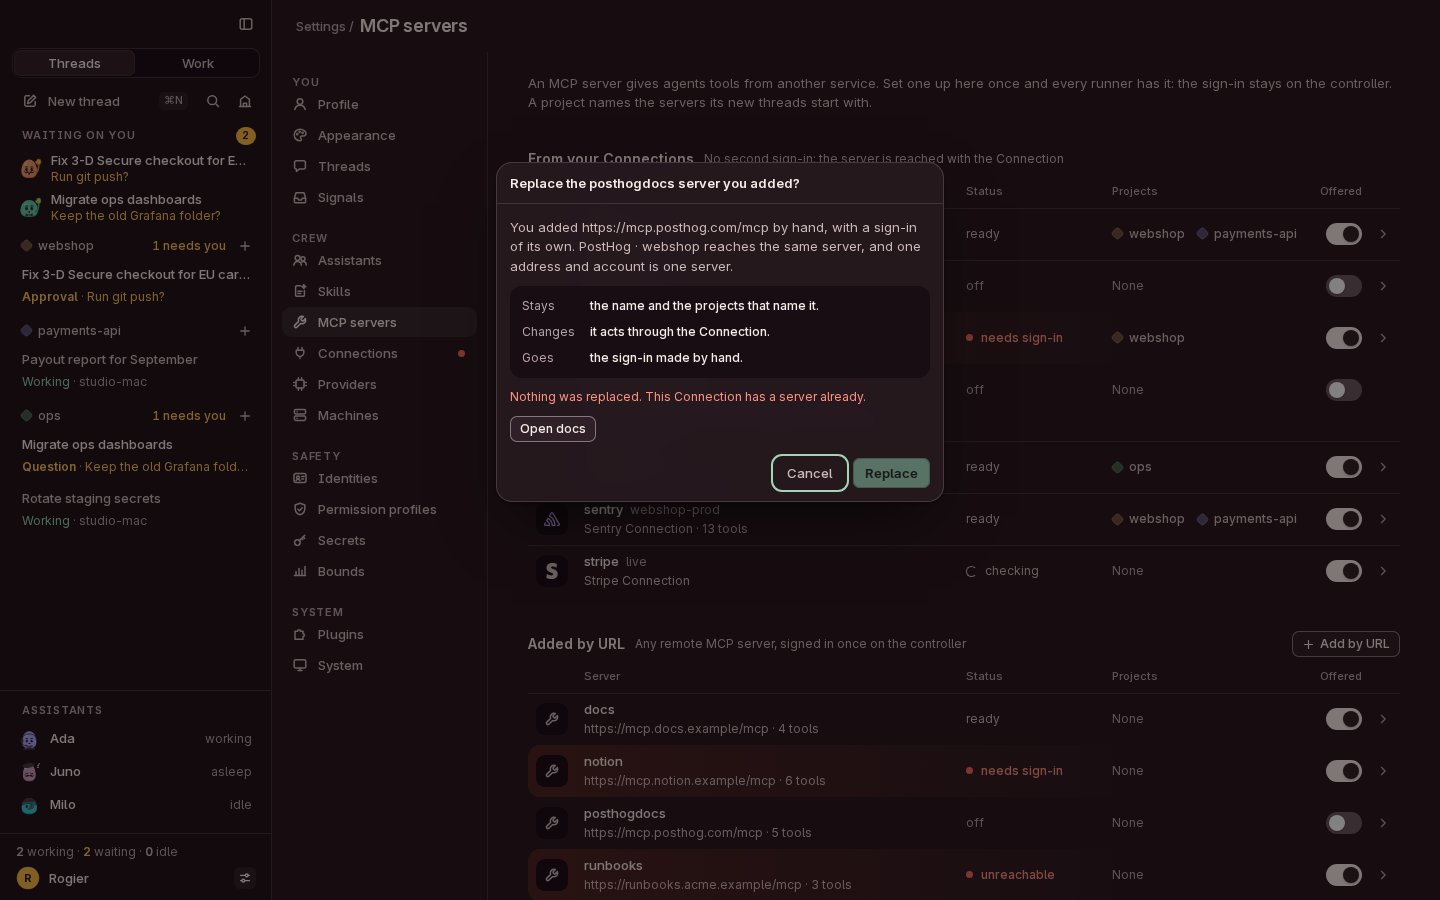 Settings / MCP servers
Threads
Work
New thread
⌘N
WAITING ON YOU
2
Fix 3-D Secure checkout for E…
Run git push?
Migrate ops dashboards
Keep the old Grafana folder?
webshop
1 needs you
Fix 3-D Secure checkout for EU car…
Approval · Run git push?
payments-api
Payout report for September
Working · studio-mac
ops
1 needs you
Migrate ops dashboards
Question · Keep the old Grafana fold…
Rotate staging secrets
Working · studio-mac
ASSISTANTS
Ada
working
Juno
asleep
Milo
idle
2 working · 2 waiting · 0 idle
R
Rogier
YOU
Profile
Appearance
Threads
Signals
CREW
Assistants
Skills
MCP servers
Connections
Providers
Machines
SAFETY
Identities
Permission profiles
Secrets
Bounds
SYSTEM
Plugins
System
An MCP server gives agents tools from another service. Set one up here once and every runner has it: the sign-in stays on the controller.
A project names the servers its new threads start with.
From your Connections No second sign-in: the server is reached with the Connection
Status
Projects
Offered
ready
webshop
payments-api
off
None
needs sign-in
webshop
off
None
ready
ops
Replace the posthogdocs server you added?
You added https://mcp.posthog.com/mcp by hand, with a sign-in
of its own. PostHog · webshop reaches the same server, and one
address and account is one server.
Stays the name and the projects that name it.
Changes it acts through the Connection.
Goes the sign-in made by hand.
Nothing was replaced. This Connection has a server already.
Open docs
Cancel
Replace
sentry webshop-prod
Sentry Connection · 13 tools
ready
webshop
payments-api
S
stripe live
Stripe Connection
checking
None
Added by URL Any remote MCP server, signed in once on the controller
Add by URL
Server
Status
Projects
Offered
docs
https://mcp.docs.example/mcp · 4 tools
ready
None
notion
https://mcp.notion.example/mcp · 6 tools
needs sign-in
None
posthogdocs
https://mcp.posthog.com/mcp · 5 tools
off
None
runbooks
https://runbooks.acme.example/mcp · 3 tools
unreachable
None